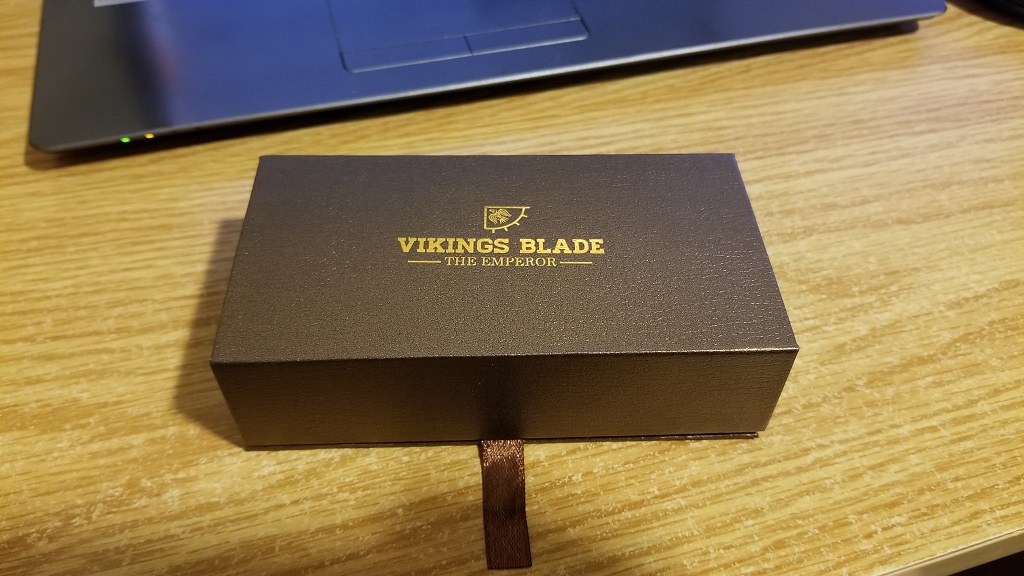 VIKINGS BLADE
THE EMPEROR